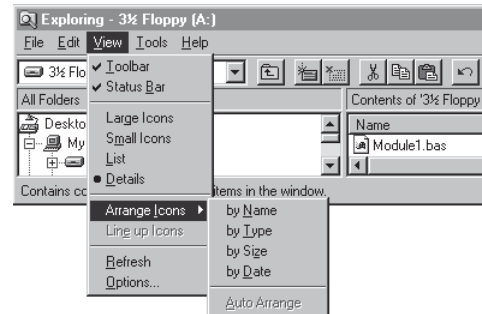 Exploring - 3½ Floppy (A:)
File Edit View Tools Help
3½ Flo
Toolbar
Status Bar
All Folders
Contents of '3½ Floppy
Large Icons
Small Icons
List
Details
Deskto
My
Name
Module1.bas
Contains co
items in the window.
Arrange Icons
Line up Icons
Refresh
Options...
by Name
by Type
by Size
by Date
Auto Arrange